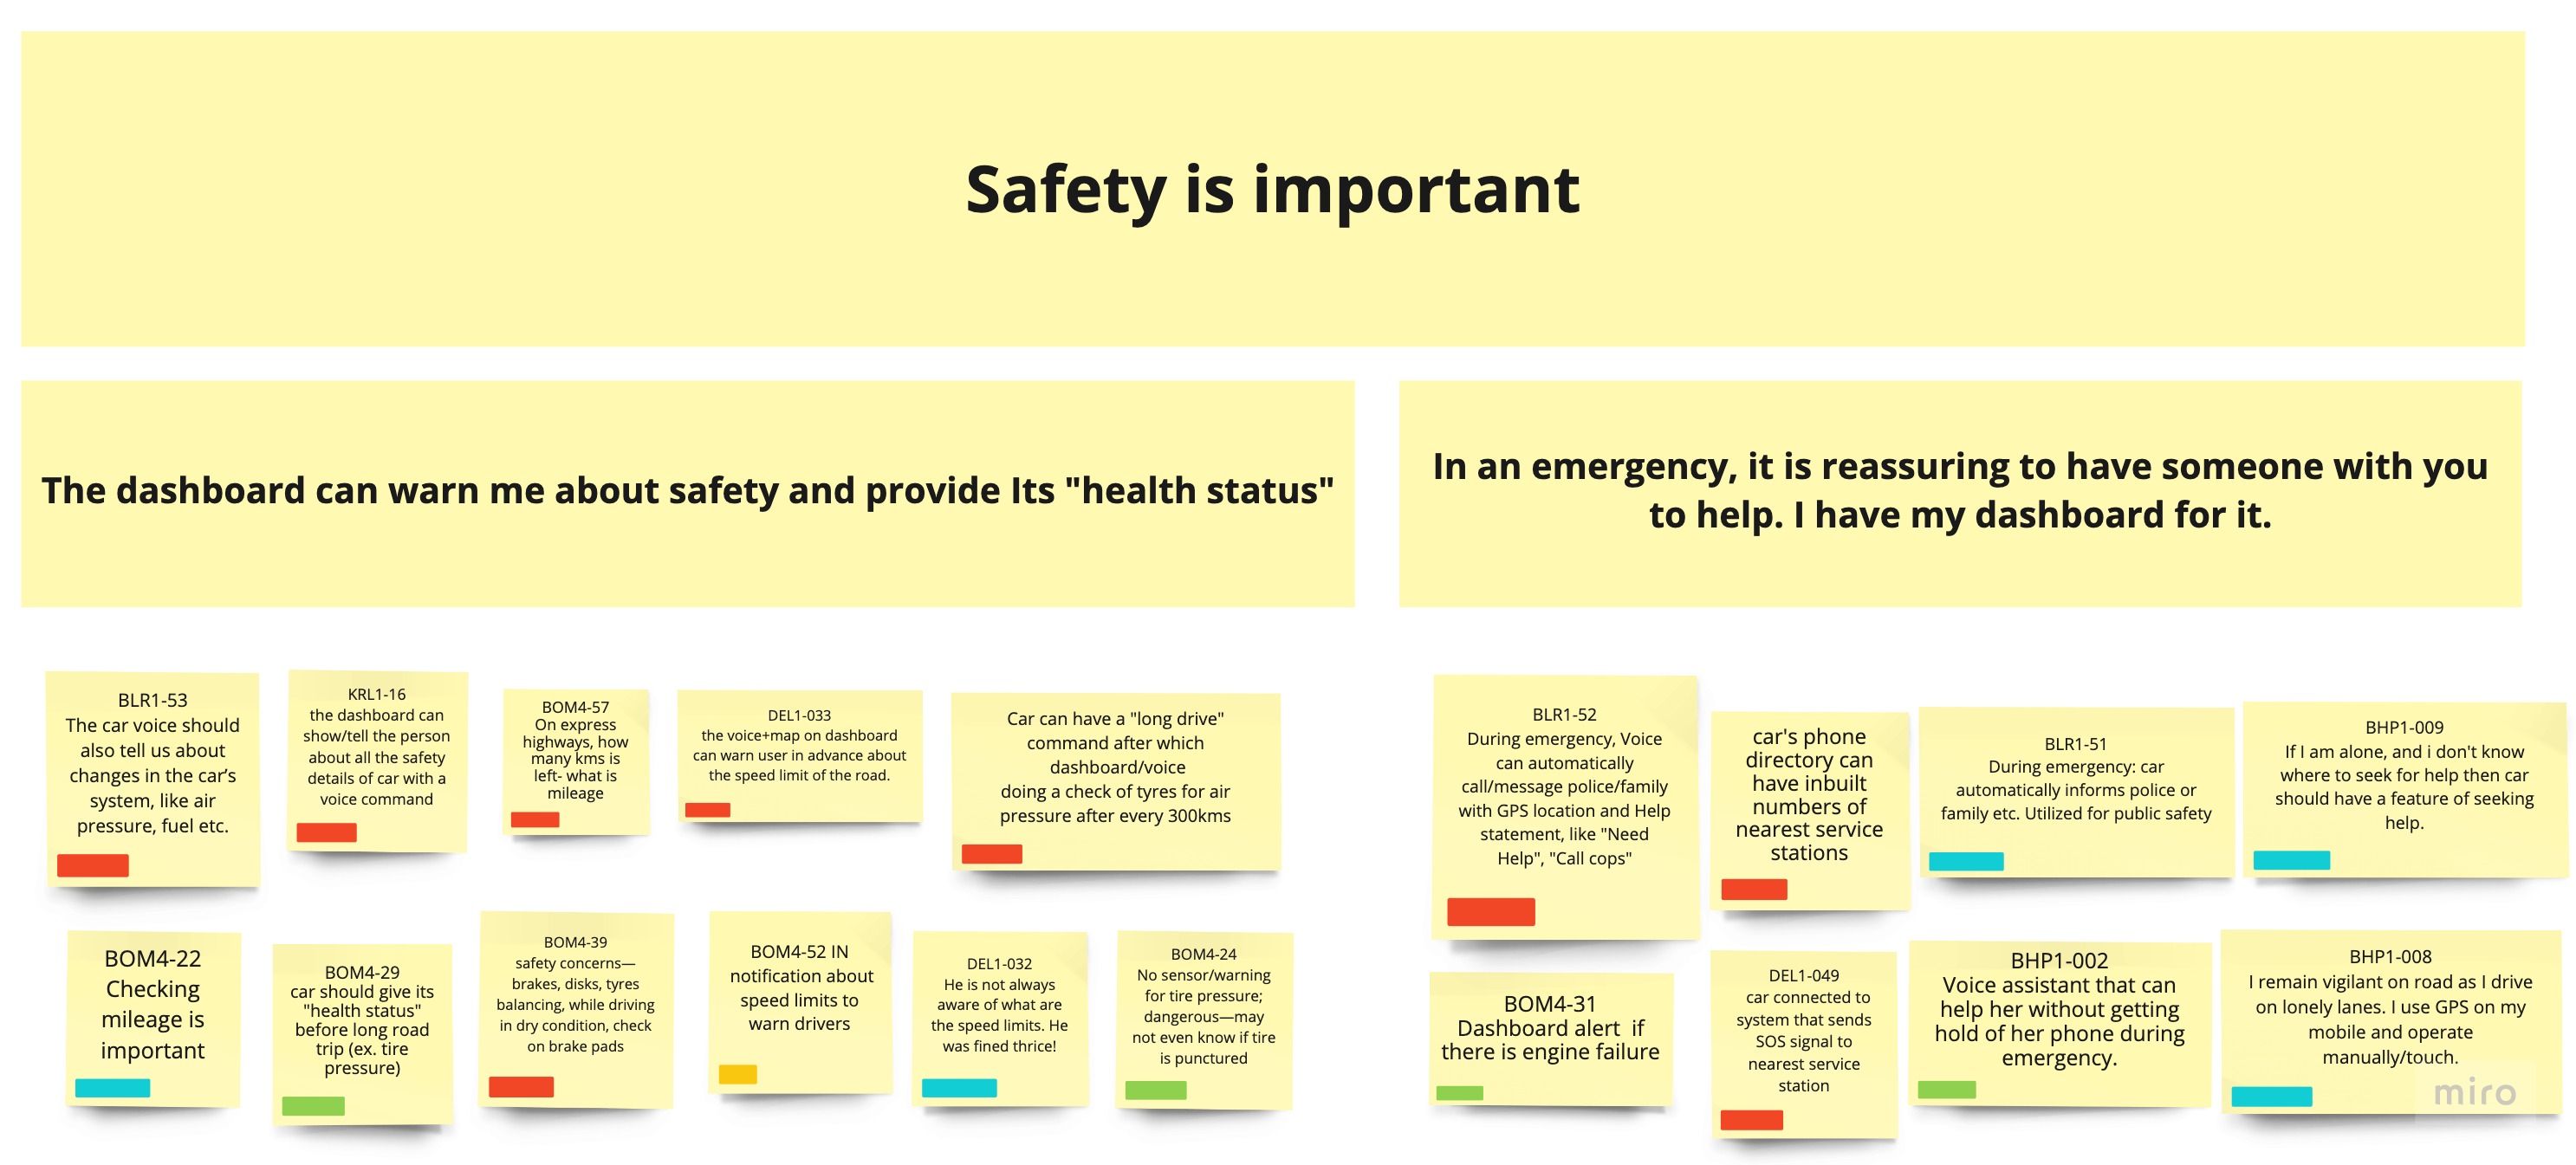 Safety is important
The dashboard can warn me about safety and provide Its "health status"
In an emergency, it is reassuring to have someone with you
to help. I have my dashboard for it.
BLR1-53
The car voice should
also tell us about
changes in the car’s
system, like air
pressure, fuel etc.
KRL1-16
the dashboard can
show/tell the person
about all the safety
details of car with a
voice command
BOM4-57
On express
highways, how
many kms is
left- what is
mileage
DEL1-033
the voice+map on dashboard
can warn user in advance about
the speed limit of the road.
Car can have a "long drive"
command after which
dashboard/voice
doing a check of tyres for air
pressure after every 300kms
BLR1-52
During emergency, Voice
can automatically
call/message police/family
with GPS location and Help
statement, like "Need
Help", "Call cops"
car's phone
directory can
have inbuilt
numbers of
nearest service
stations
BLR1-51
During emergency: car
automatically informs police or
family etc. Utilized for public safety
BHP1-009
If I am alone, and i don't know
where to seek for help then car
should have a feature of seeking
help.
BOM4-22
Checking
mileage is
important
BOM4-29
car should give its
"health status"
before long road
trip (ex. tire
pressure)
BOM4-39
safety concerns—
brakes, disks, tyres
balancing, while driving
in dry condition, check
on brake pads
BOM4-52 IN
notification about
speed limits to
warn drivers
DEL1-032
He is not always
aware of what are
the speed limits. He
was fined thrice!
BOM4-24
No sensor/warning
for tire pressure;
dangerous—may
not even know if tire
is punctured
BOM4-31
Dashboard alert  if
there is engine failure
DEL1-049
car connected to
system that sends
SOS signal to
nearest service
station
BHP1-002
Voice assistant that can
help her without getting
hold of her phone during
emergency.
BHP1-008
I remain vigilant on road as I drive
on lonely lanes. I use GPS on my
mobile and operate
manually/touch.
miro